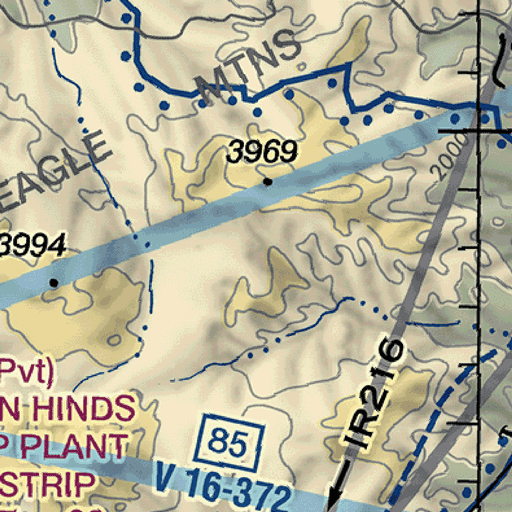 MTNS
3969
2000
EAGLE
3994
Pvt)
N HINDS
P PLANT
STRIP
85
V 16-372
IR216